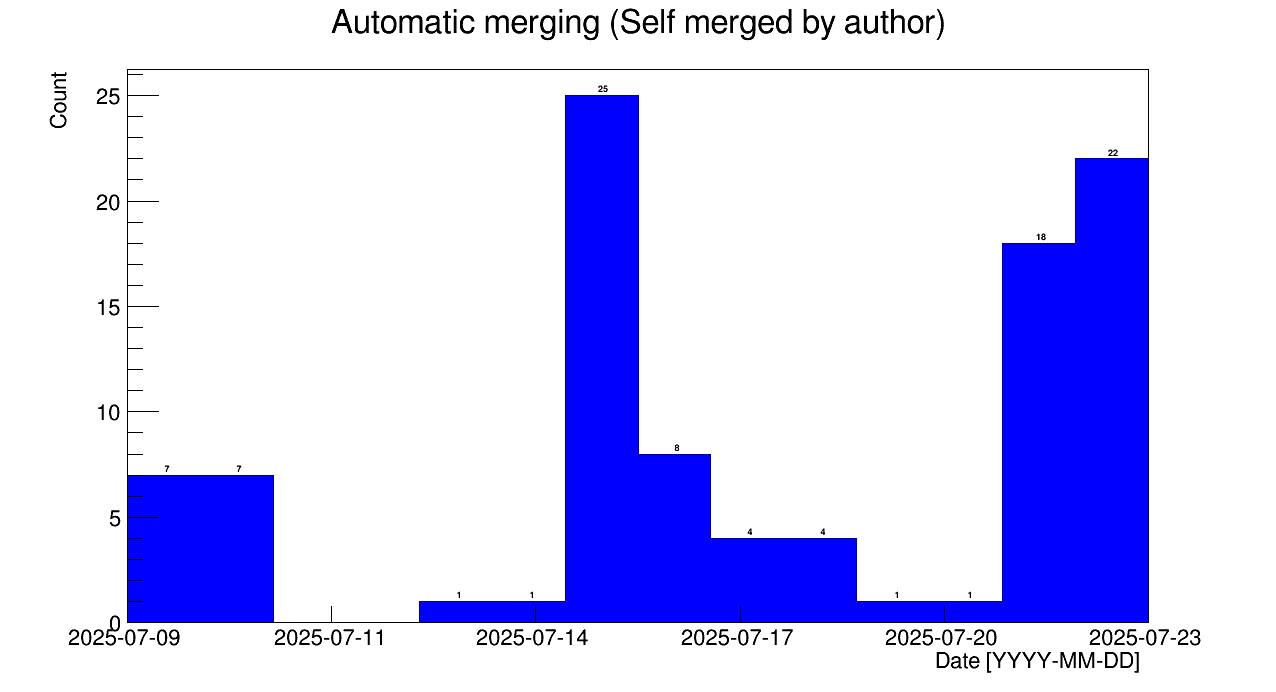 Automatic merging (Self merged by author)
Count
25
20
15
10
5
0
7 7 1 1 25 8 4 4 1 1 18 22
2025-07-09 2025-07-11 2025-07-14 2025-07-17 2025-07-20 2025-07-23
Date [YYYY-MM-DD]